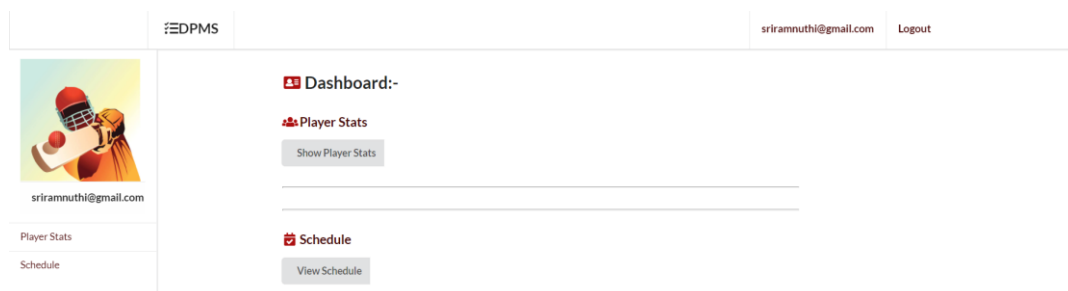 DPMS
sriramnuthi@gmail.com
Logout
sriramnuthi@gmail.com
Player Stats
Schedule
Dashboard:-
Player Stats
Show Player Stats
Schedule
View Schedule